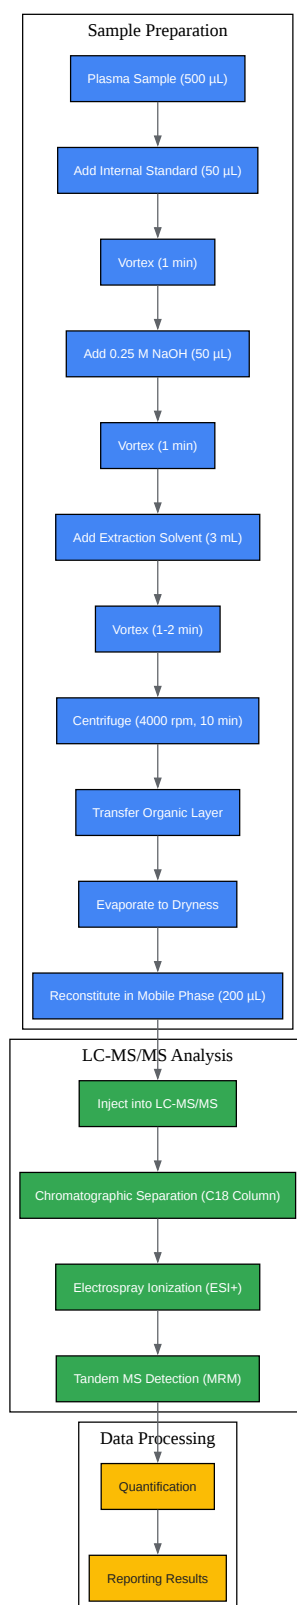 Sample Preparation
Plasma Sample (500 µL)
Add Internal Standard (50 µL)
Vortex (1 min)
Add 0.25 M NaOH (50 µL)
Vortex (1 min)
Add Extraction Solvent (3 mL)
Vortex (1-2 min)
Centrifuge (4000 rpm, 10 min)
Transfer Organic Layer
Evaporate to Dryness
Reconstitute in Mobile Phase (200 µL)
LC-MS/MS Analysis
Inject into LC-MS/MS
Chromatographic Separation (C18 Column)
Electrospray Ionization (ESI+)
Tandem MS Detection (MRM)
Data Processing
Quantification
Reporting Results